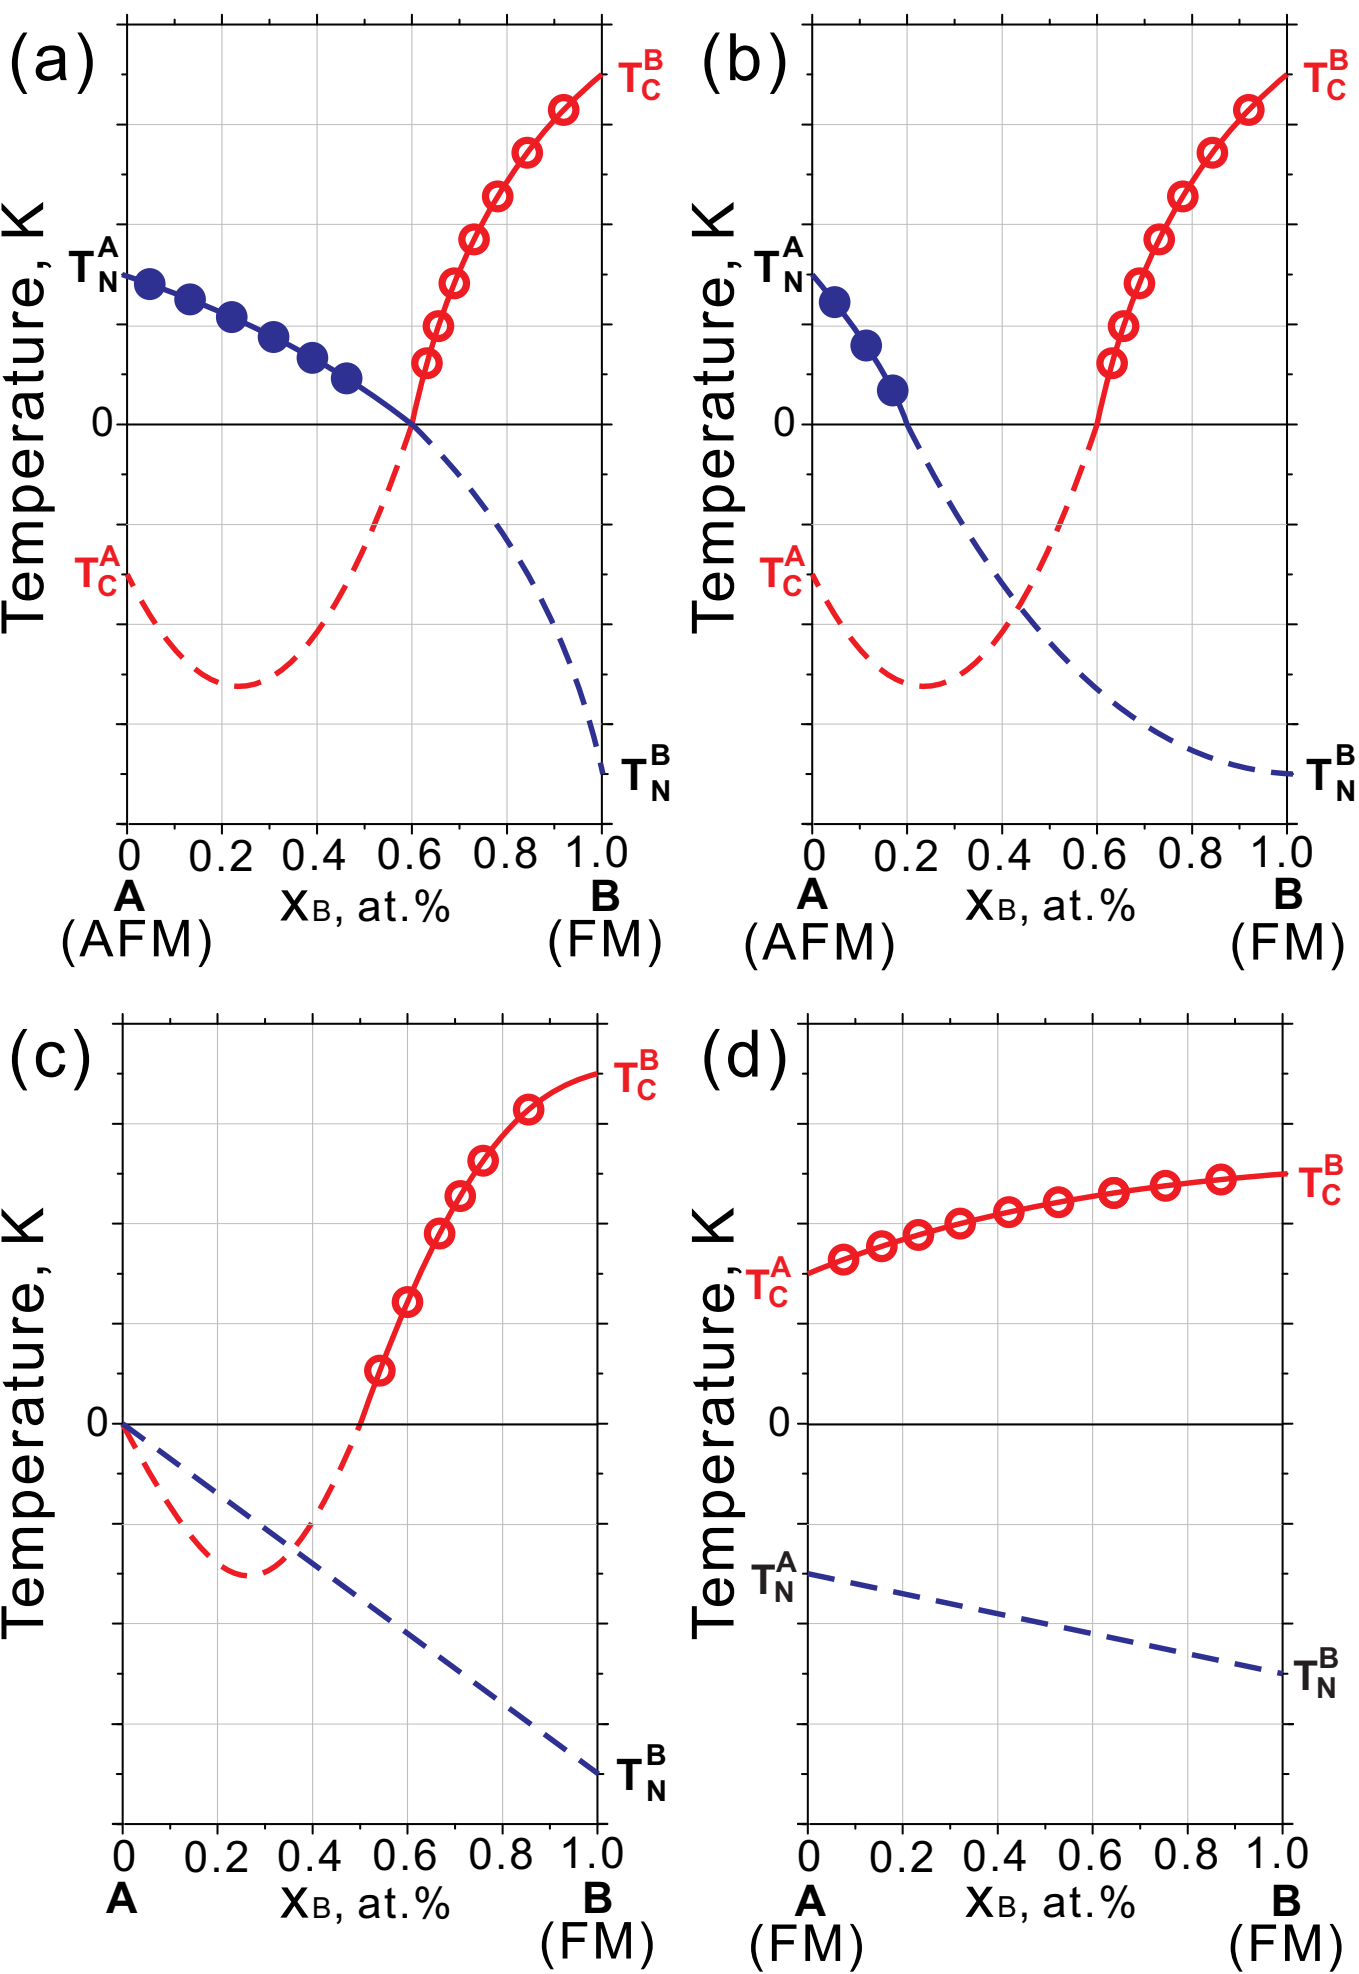 (a)
T_C^B
T_N^A
0
T_C^A
T_N^B
Temperature, K
0 0.2 0.4 0.6 0.8 1.0
A B
xB, at.%
(AFM) (FM)
(b)
T_C^B
T_N^A
0
T_C^A
T_N^B
Temperature, K
0 0.2 0.4 0.6 0.8 1.0
A B
xB, at.%
(AFM) (FM)
(c)
T_C^B
0
T_N^B
Temperature, K
0 0.2 0.4 0.6 0.8 1.0
A B
xB, at.%
(FM)
(d)
T_C^B
T_C^A
0
T_N^A
T_N^B
Temperature, K
0 0.2 0.4 0.6 0.8 1.0
A B
xB, at.%
(FM) (FM)